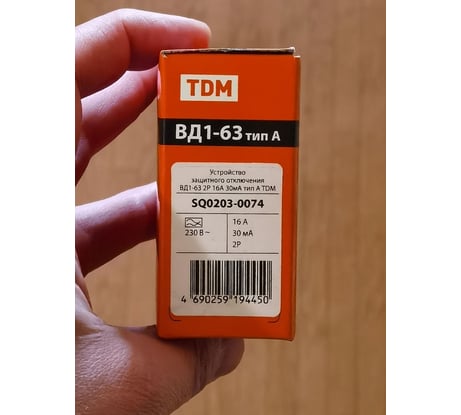 TDM
ВД1-63 тип А
Устройство
защитного отключения
ВД1-63 2Р 16А 30мА тип А TDM
SQ0203-0074
230 В ~
16 А
30 мА
2Р
4 690259 194450